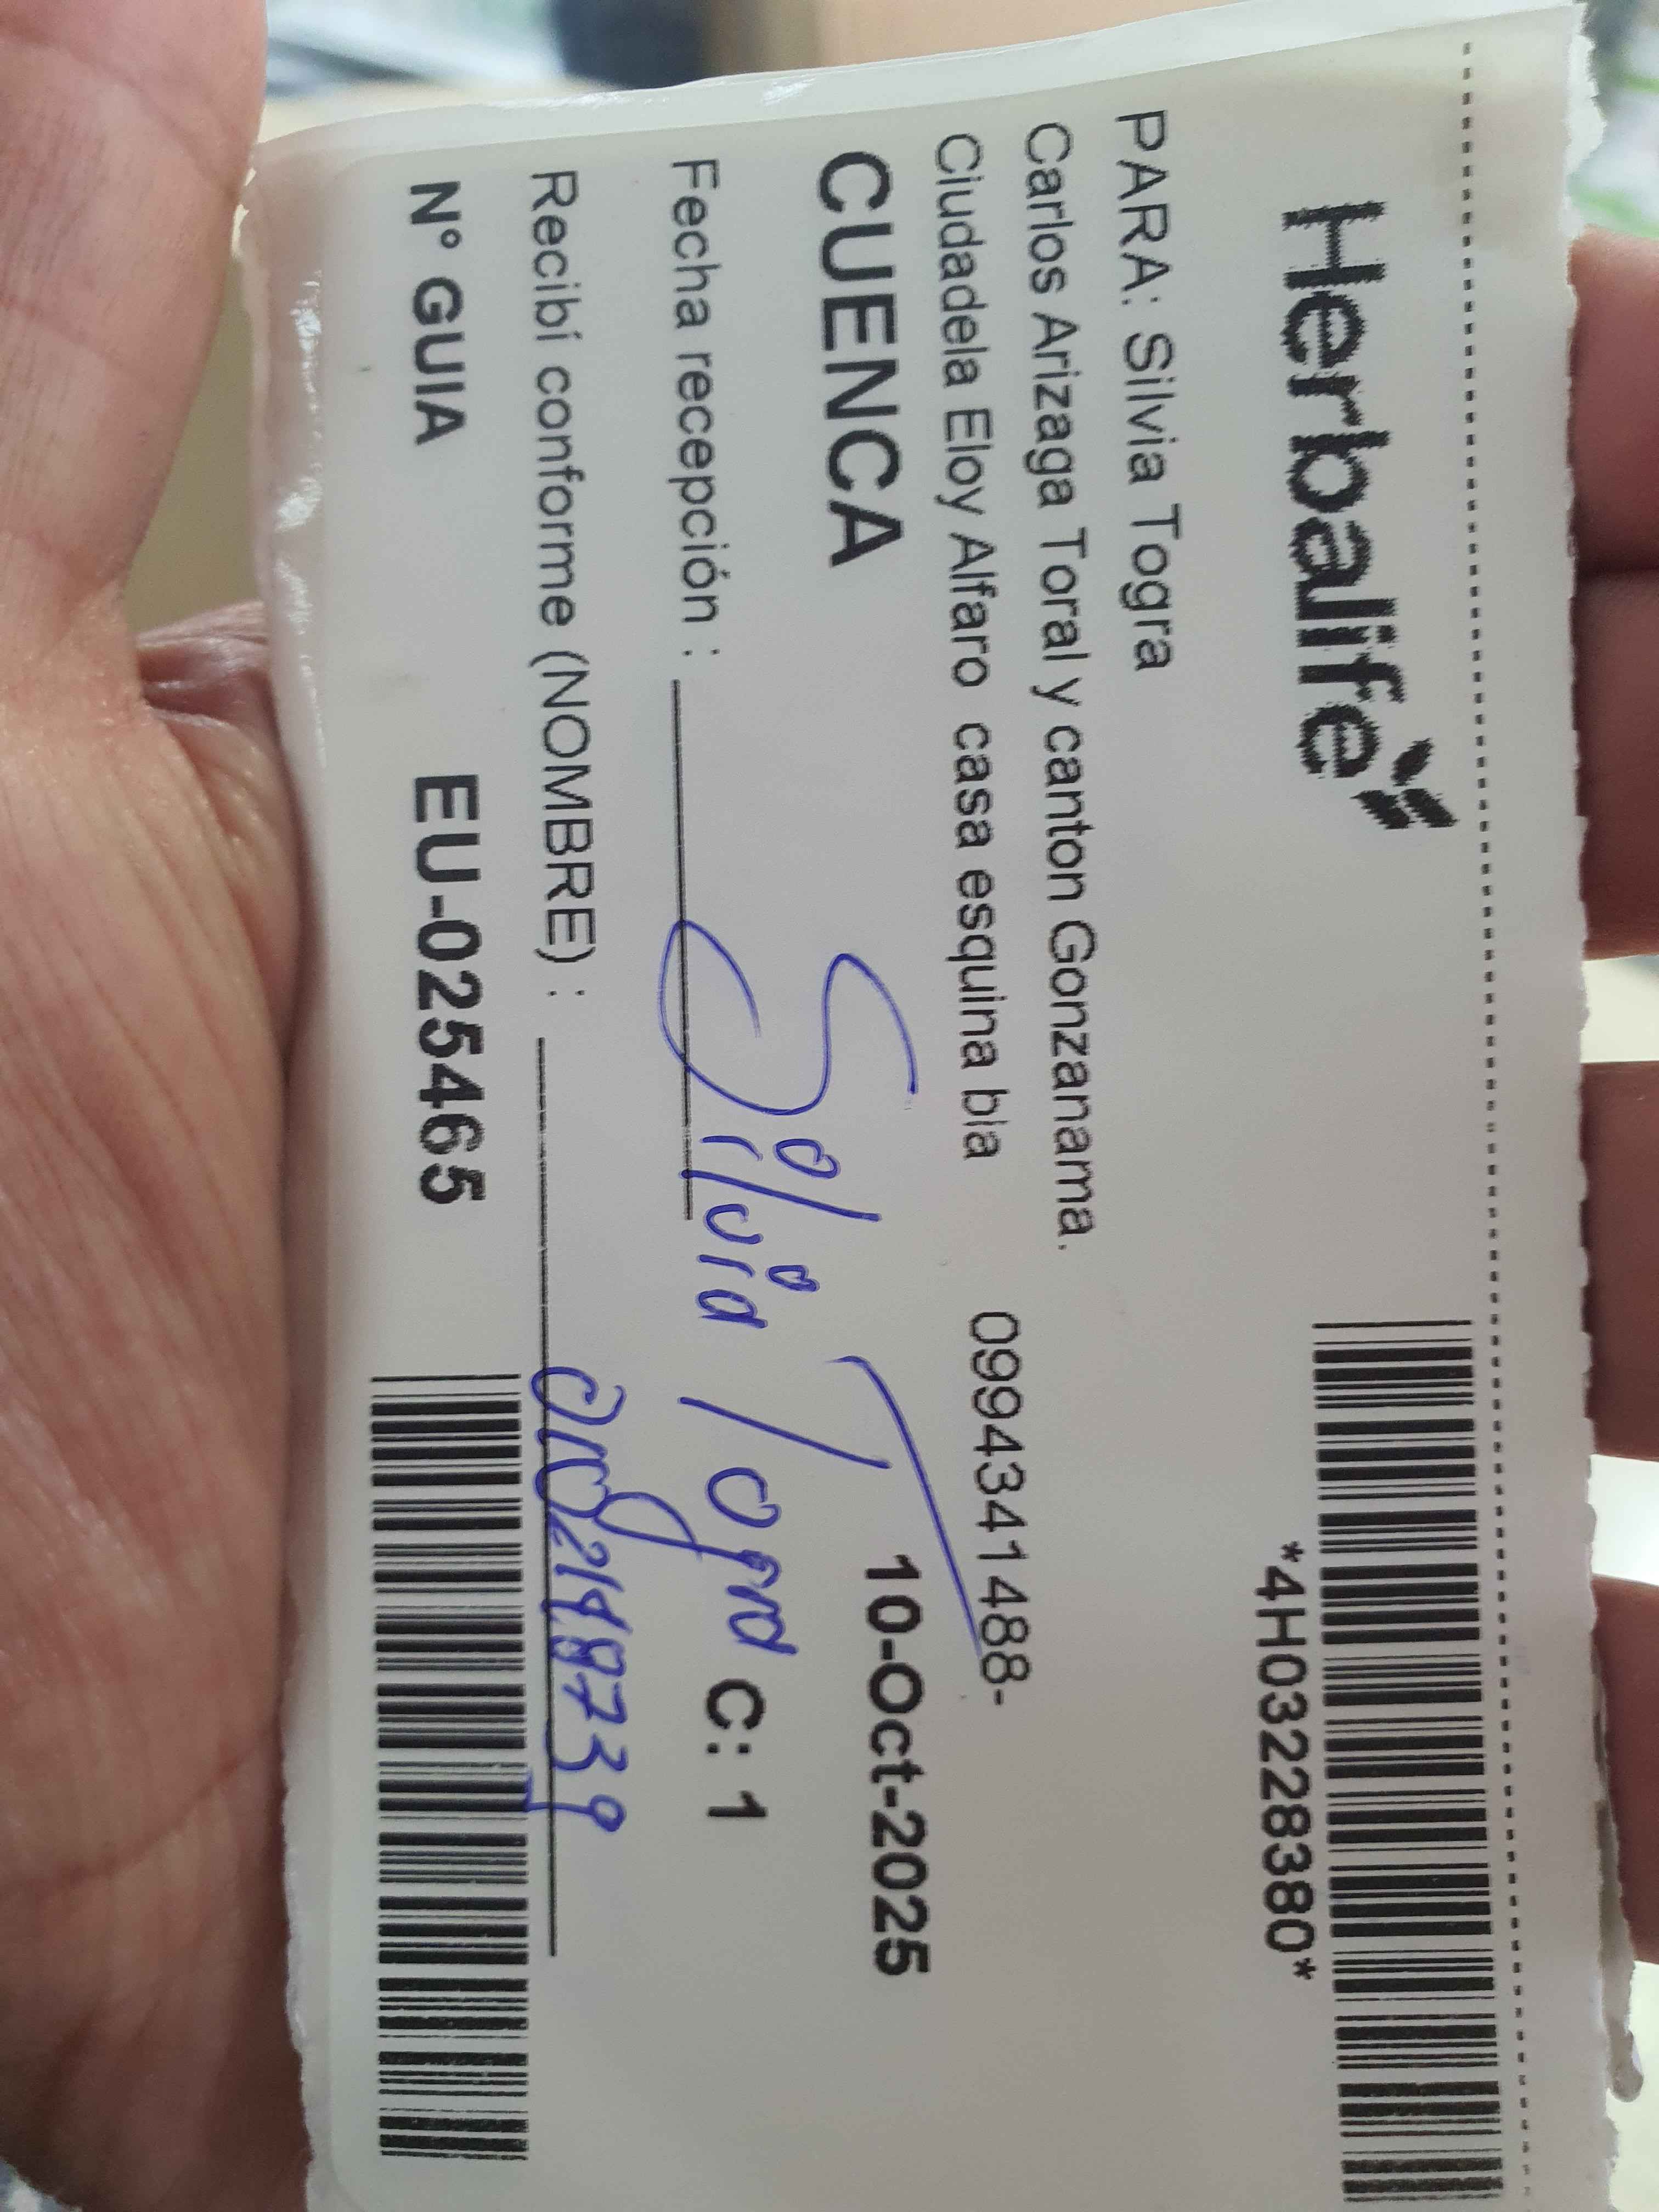 Herbalife
*4H03228380*
PARA: Silvia Togra
Carlos Arizaga Toral y canton Gonzanama.
Ciudadela Eloy Alfaro casa esquina bla 0994341488-
CUENCA 10-Oct-2025
Fecha recepción : C: 1
Silvia Togra
Recibí conforme (NOMBRE) :
N° GUIA EU-025465